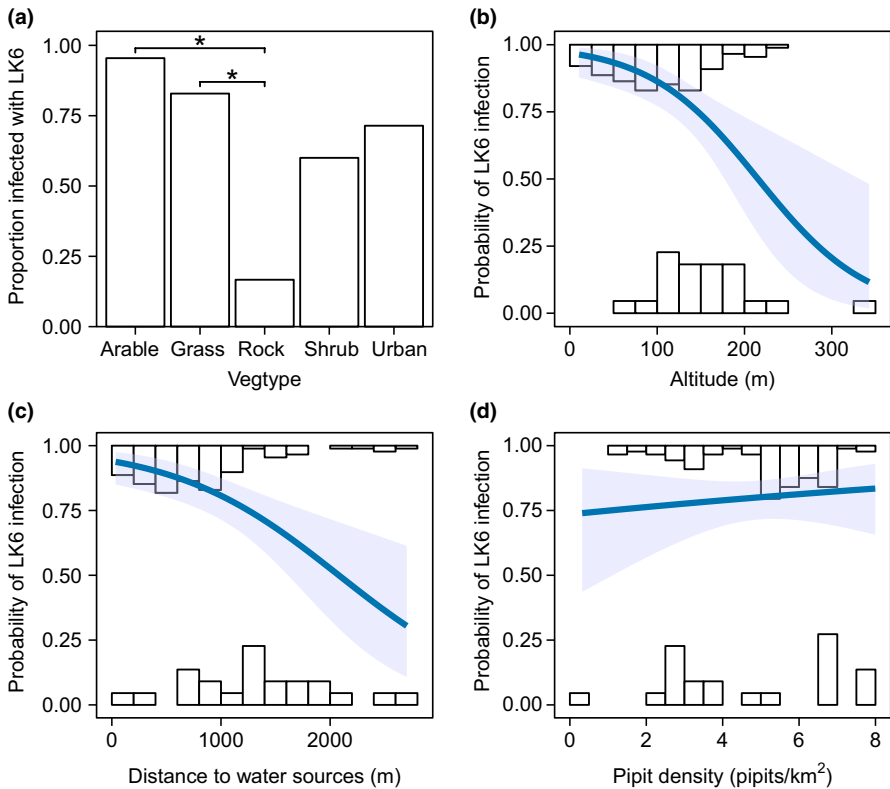 (a)
Proportion infected with LK6
1.00
0.75
0.50
0.25
0.00
*
*
Arable Grass Rock Shrub Urban
Vegtype
(b)
Probability of LK6 infection
1.00
0.75
0.50
0.25
0.00
0 100 200 300
Altitude (m)
(c)
Probability of LK6 infection
1.00
0.75
0.50
0.25
0.00
0 1000 2000
Distance to water sources (m)
(d)
Probability of LK6 infection
1.00
0.75
0.50
0.25
0.00
0 2 4 6 8
Pipit density (pipits/km²)